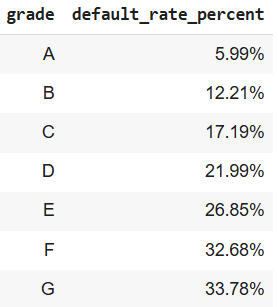 grade default_rate_percent
A 5.99%
B 12.21%
C 17.19%
D 21.99%
E 26.85%
F 32.68%
G 33.78%